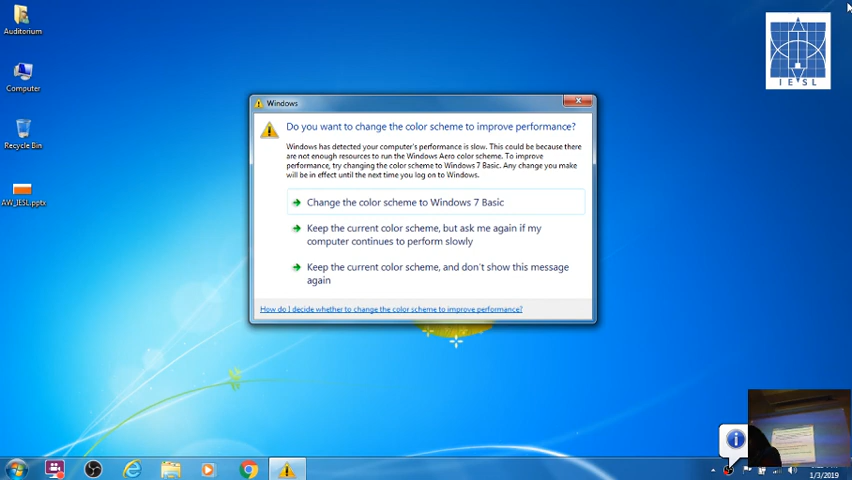 Auditorium
Computer
Recycle Bin
AW_IESL.pptx
I E S L
Windows
Do you want to change the color scheme to improve performance?
Windows has detected your computer's performance is slow. This could be because there
are not enough resources to run the Windows Aero color scheme. To improve
performance, try changing the color scheme to Windows 7 Basic. Any change you make
will be in effect until the next time you log on to Windows.
Change the color scheme to Windows 7 Basic
Keep the current color scheme, but ask me again if my
computer continues to perform slowly
Keep the current color scheme, and don't show this message
again
How do I decide whether to change the color scheme to improve performance?
1/3/2019